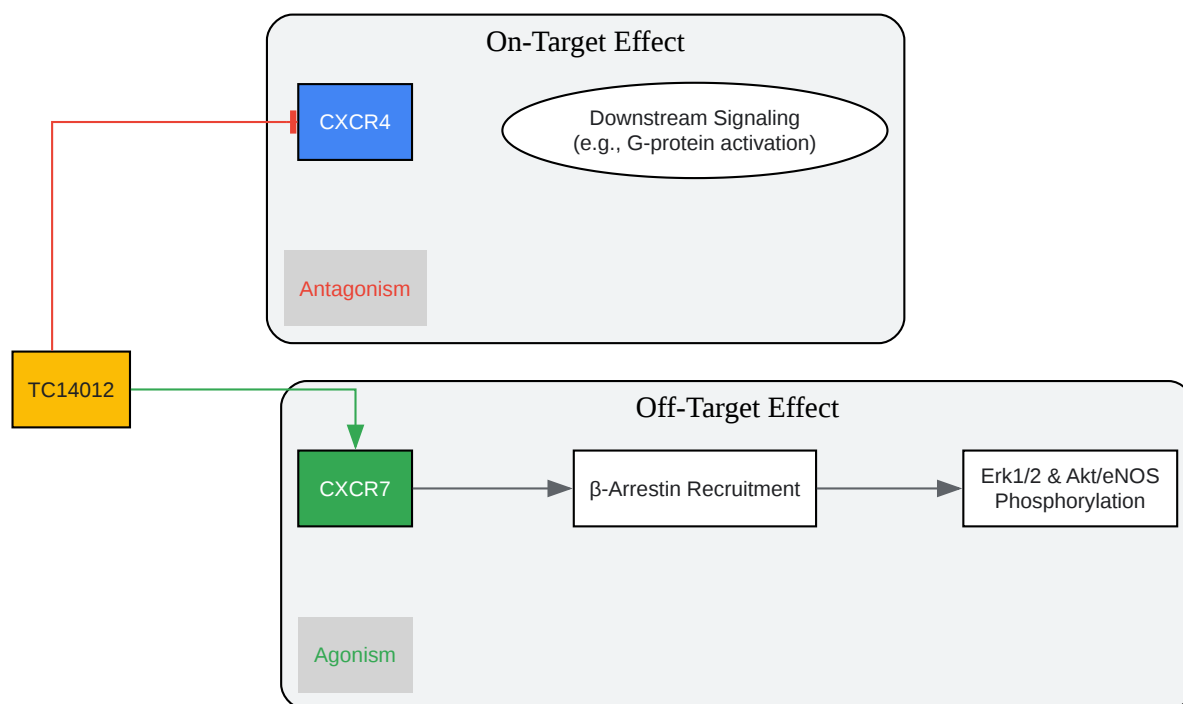 On-Target Effect
CXCR4
Downstream Signaling
(e.g., G-protein activation)
Antagonism
TC14012
Off-Target Effect
CXCR7
β-Arrestin Recruitment
Erk1/2 & Akt/eNOS
Phosphorylation
Agonism